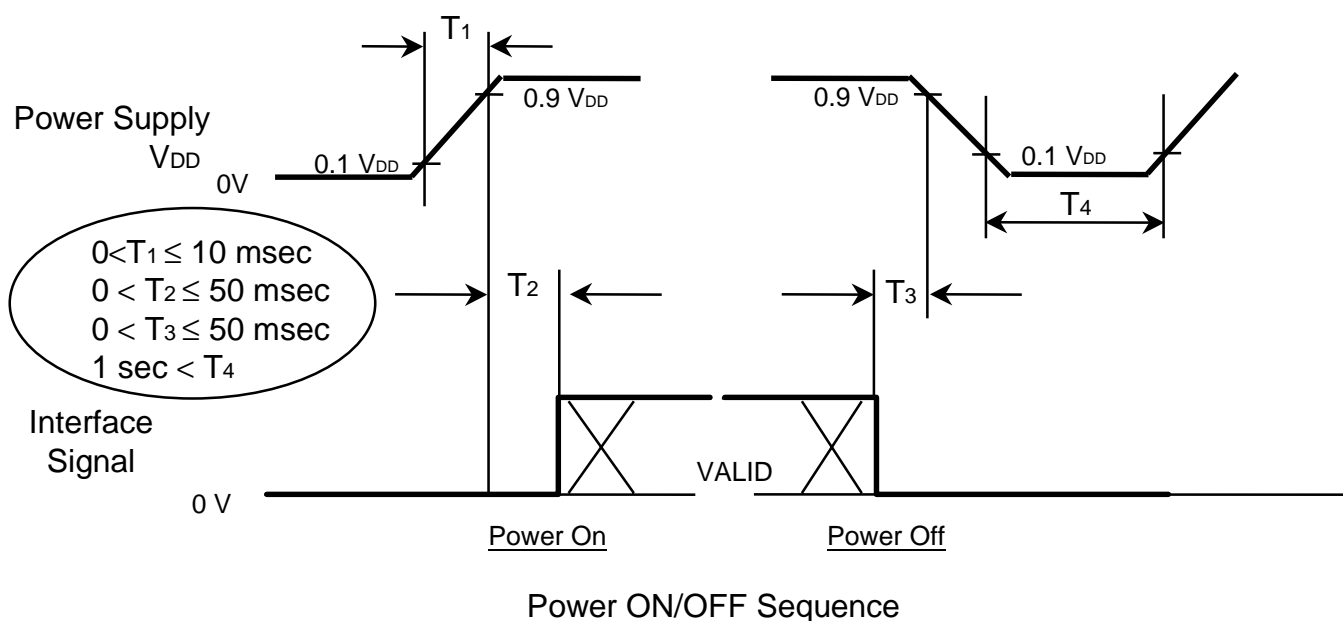 T1
0.9 VDD
0.9 VDD
Power Supply
VDD
0.1 VDD
0.1 VDD
0V
T4
0<T1 ≤ 10 msec
0 < T2 ≤ 50 msec
0 < T3 ≤ 50 msec
1 sec < T4
T2
T3
Interface
Signal
VALID
0 V
Power On
Power Off
Power ON/OFF Sequence